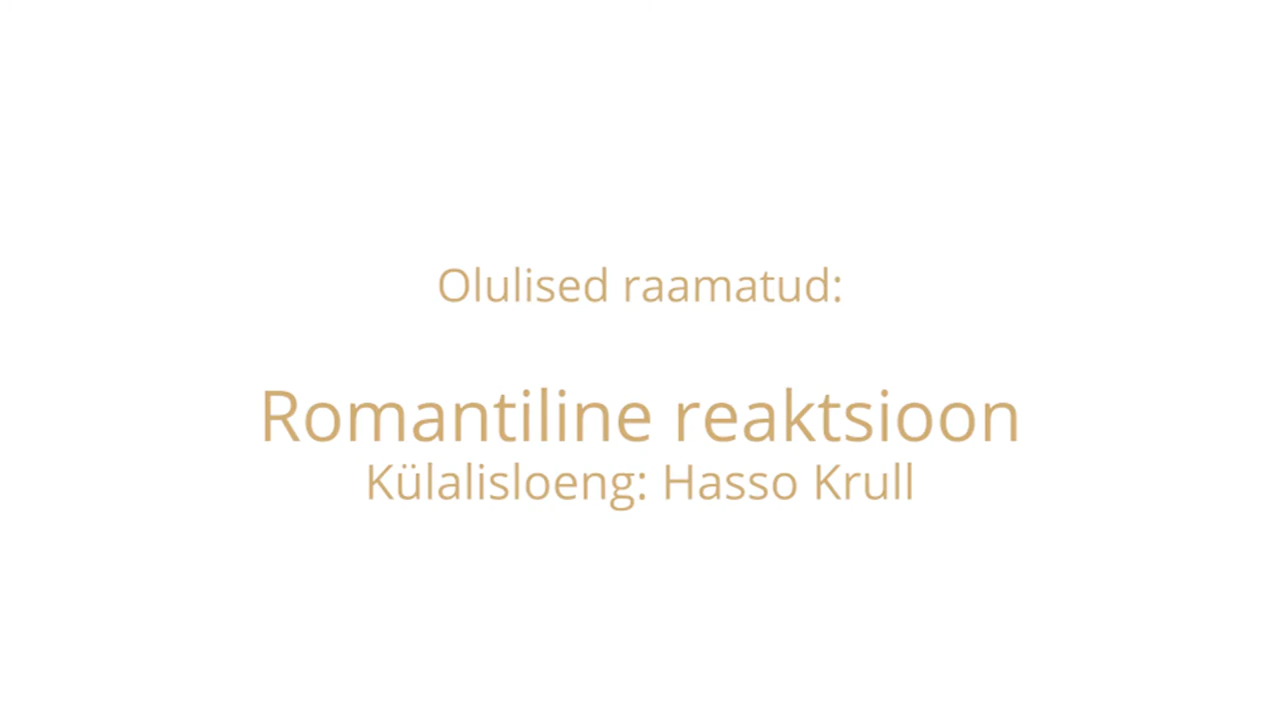 Olulised raamatud:
Romantiline reaktsioon
Külalisloeng: Hasso Krull